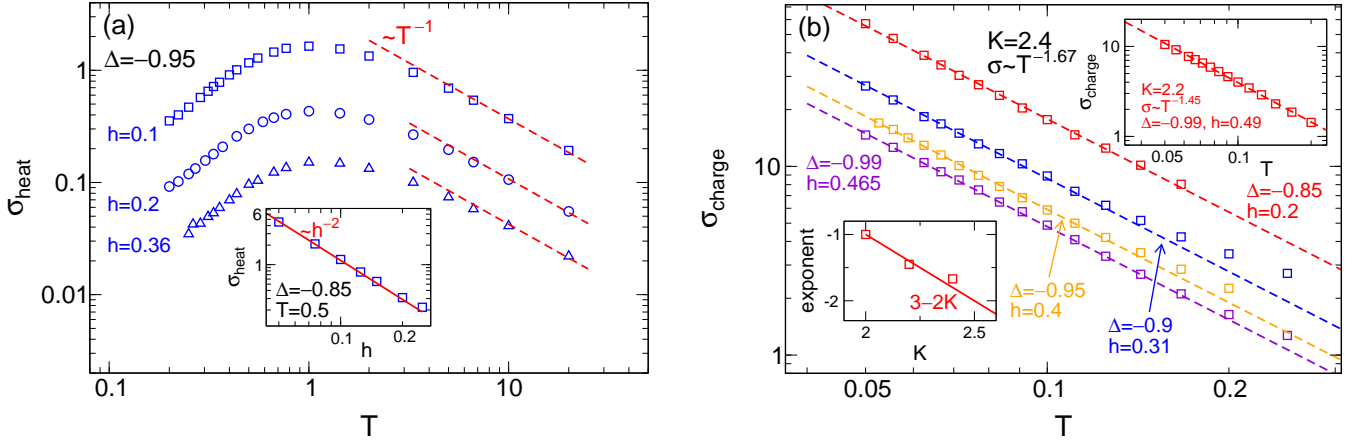 (a)
Δ=−0.95
~T⁻¹
h=0.1
h=0.2
h=0.36
σheat
10
1
0.1
0.01
0.1
1
10
T
6
1
σheat
~h⁻²
Δ=−0.85
T=0.5
0.1
0.2
h
(b)
K=2.4
σ~T⁻¹·⁶⁷
σcharge
10
1
0.05
0.1
0.2
T
Δ=−0.99
h=0.465
Δ=−0.95
h=0.4
Δ=−0.9
h=0.31
Δ=−0.85
h=0.2
σcharge
10
1
K=2.2
σ~T⁻¹·⁴⁵
Δ=−0.99, h=0.49
0.05
0.1
T
exponent
-1
-2
3−2K
2
2.5
K